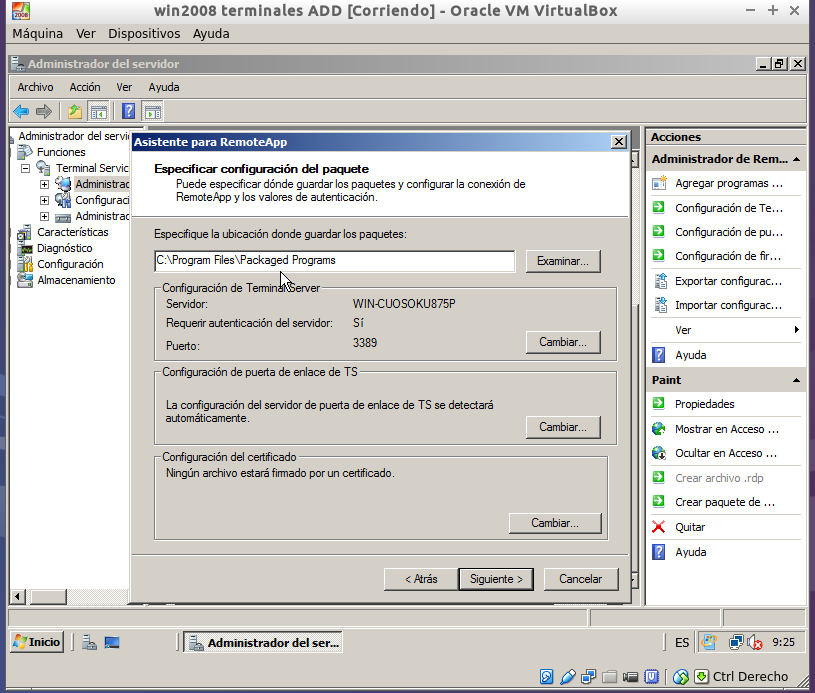 win2008 terminales ADD [Corriendo] - Oracle VM VirtualBox
Máquina Ver Dispositivos Ayuda
Administrador del servidor
Archivo Acción Ver Ayuda
Administrador del servi
Funciones
Terminal Servic
Administrad
Configuraci
Administrad
Características
Diagnóstico
Configuración
Almacenamiento
Asistente para RemoteApp
Especificar configuración del paquete
Puede especificar dónde guardar los paquetes y configurar la conexión de
RemoteApp y los valores de autenticación.
Especifique la ubicación donde guardar los paquetes:
C:\Program Files\Packaged Programs
Examinar...
Configuración de Terminal Server
Servidor: WIN-CUOSOKU875P
Requerir autenticación del servidor: Sí
Puerto: 3389
Cambiar...
Configuración de puerta de enlace de TS
La configuración del servidor de puerta de enlace de TS se detectará
automáticamente.
Cambiar...
Configuración del certificado
Ningún archivo estará firmado por un certificado.
Cambiar...
< Atrás Siguiente > Cancelar
Acciones
Administrador de Rem...
Agregar programas ...
Configuración de Te...
Configuración de pu...
Configuración de fir...
Exportar configurac...
Importar configurac...
Ver
Ayuda
Paint
Propiedades
Mostrar en Acceso ...
Ocultar en Acceso ...
Crear archivo .rdp
Crear paquete de ...
Quitar
Ayuda
Inicio
Administrador del ser...
ES
9:25
Ctrl Derecho